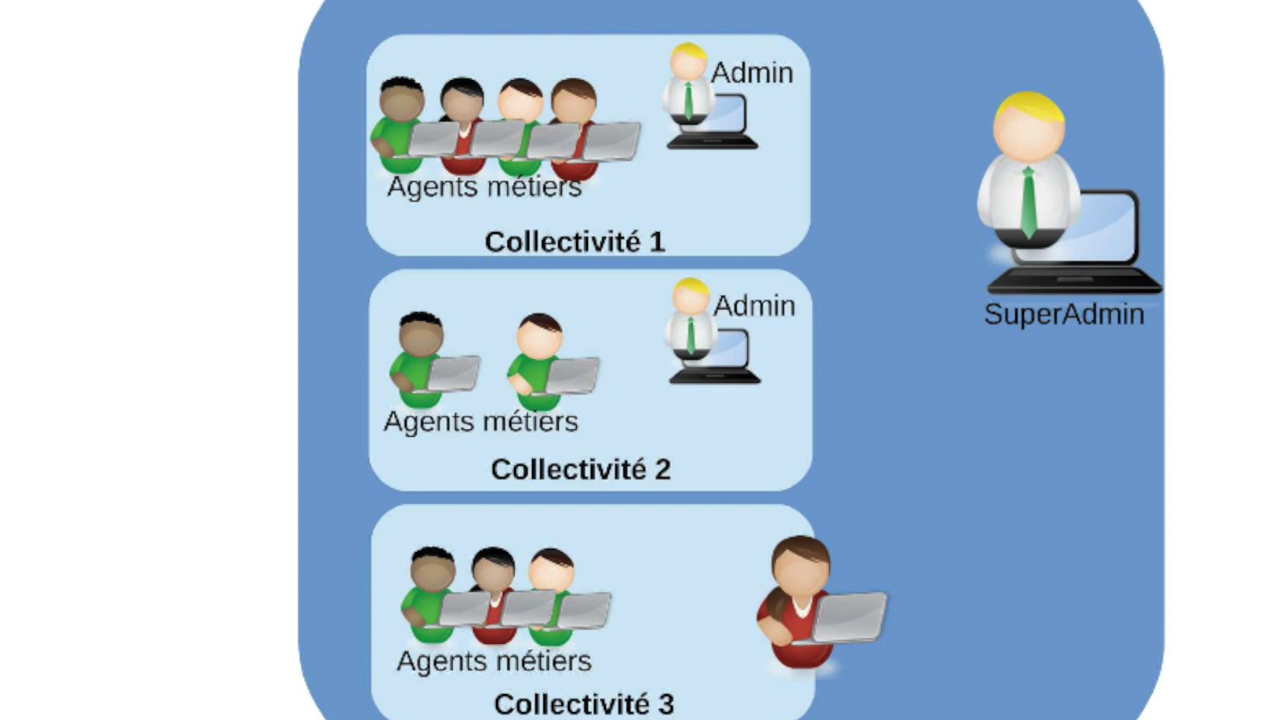 Admin
Agents métiers
Collectivité 1
SuperAdmin
Admin
Agents métiers
Collectivité 2
Agents métiers
Collectivité 3